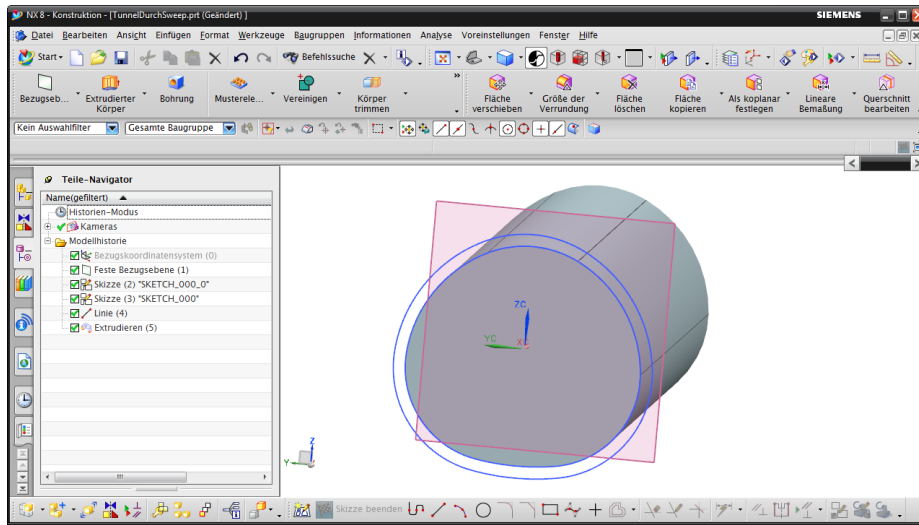 NX 8 - Konstruktion - [TunnelDurchSweep.prt (Geändert) ] SIEMENS
Datei Bearbeiten Ansicht Einfügen Format Werkzeuge Baugruppen Informationen Analyse Voreinstellungen Fenster Hilfe
Start Befehlssuche
Bezugseb... Extrudierter Körper Bohrung Musterele... Vereinigen Körper trimmen Fläche verschieben Größe der Verrundung Fläche löschen Fläche kopieren Als koplanar festlegen Lineare Bemaßung Querschnitt bearbeiten
Kein Auswahlfilter Gesamte Baugruppe
Teile-Navigator
Name(gefiltert)
Historien-Modus
Kameras
Modellhistorie
Bezugskoordinatensystem (0)
Feste Bezugsebene (1)
Skizze (2) "SKETCH_000_0"
Skizze (3) "SKETCH_000"
Linie (4)
Extrudieren (5)
ZC
YC XC
Z
Y
Skizze beenden